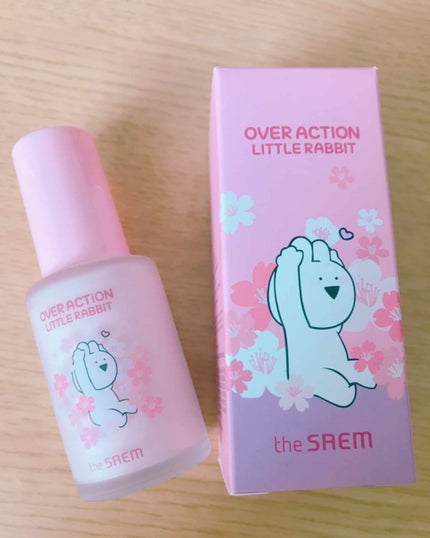 OVER ACTION
LITTLE RABBIT
the SAEM
OVER ACTION
LITTLE RABBIT
the SAEM